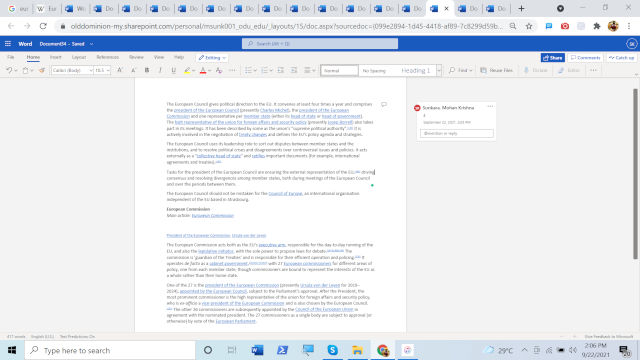 olddominion-my.sharepoint.com/personal/msunk001_odu_edu/_layouts/15/doc.aspx?sourcedoc={099e2894-1d45-4418-af89-7c8299d59b...
Word Document34 - Saved
Search (Alt + Q)
File Home Insert Layout References Review View Help Editing
Share Comments Catch up
Calibri (Body) 10.5
Normal No Spacing Heading 1 Find Reuse Files Dictate Editor Designer
The European Council gives political direction to the EU. It convenes at least four times a year and comprises
the president of the European Council (presently Charles Michel), the president of the European
Commission and one representative per member state (either its head of state or head of government).
The high representative of the union for foreign affairs and security policy (presently Josep Borrell) also takes
part in its meetings. It has been described by some as the union's "supreme political authority". It is
actively involved in the negotiation of treaty changes and defines the EU's policy agenda and strategies.
The European Council uses its leadership role to sort out disputes between member states and the
institutions, and to resolve political crises and disagreements over controversial issues and policies. It acts
externally as a "collective head of state" and ratifies important documents (for example, international
agreements and treaties).
Tasks for the president of the European Council are ensuring the external representation of the EU, driving
consensus and resolving divergences among member states, both during meetings of the European Council
and over the periods between them.
The European Council should not be mistaken for the Council of Europe, an international organisation
independent of the EU based in Strasbourg.
European Commission
Main article: European Commission
President of the European Commission, Ursula von der Leyen
The European Commission acts both as the EU's executive arm, responsible for the day-to-day running of the
EU, and also the legislative initiator, with the sole power to propose laws for debate. The
commission is 'guardian of the Treaties' and is responsible for their efficient operation and policing. It
operates de facto as a cabinet government, with 27 European commissioners for different areas of
policy, one from each member state, though commissioners are bound to represent the interests of the EU as
a whole rather than their home state.
One of the 27 is the president of the European Commission (presently Ursula von der Leyen for 2019–
2024), appointed by the European Council, subject to the Parliament's approval. After the President, the
most prominent commissioner is the high representative of the union for foreign affairs and security policy,
who is ex-officio a vice-president of the European Commission and is also chosen by the European Council.
The other 26 commissioners are subsequently appointed by the Council of the European Union in
agreement with the nominated president. The 27 commissioners as a single body are subject to approval (or
otherwise) by vote of the European Parliament.
Sunkara, Mohan Krishna
September 22, 2021, 2:05 PM
@mention or reply
417 words English (U.S.) Text Predictions: On
Give Feedback to Microsoft
Type here to search
29°C
2:06 PM
9/22/2021